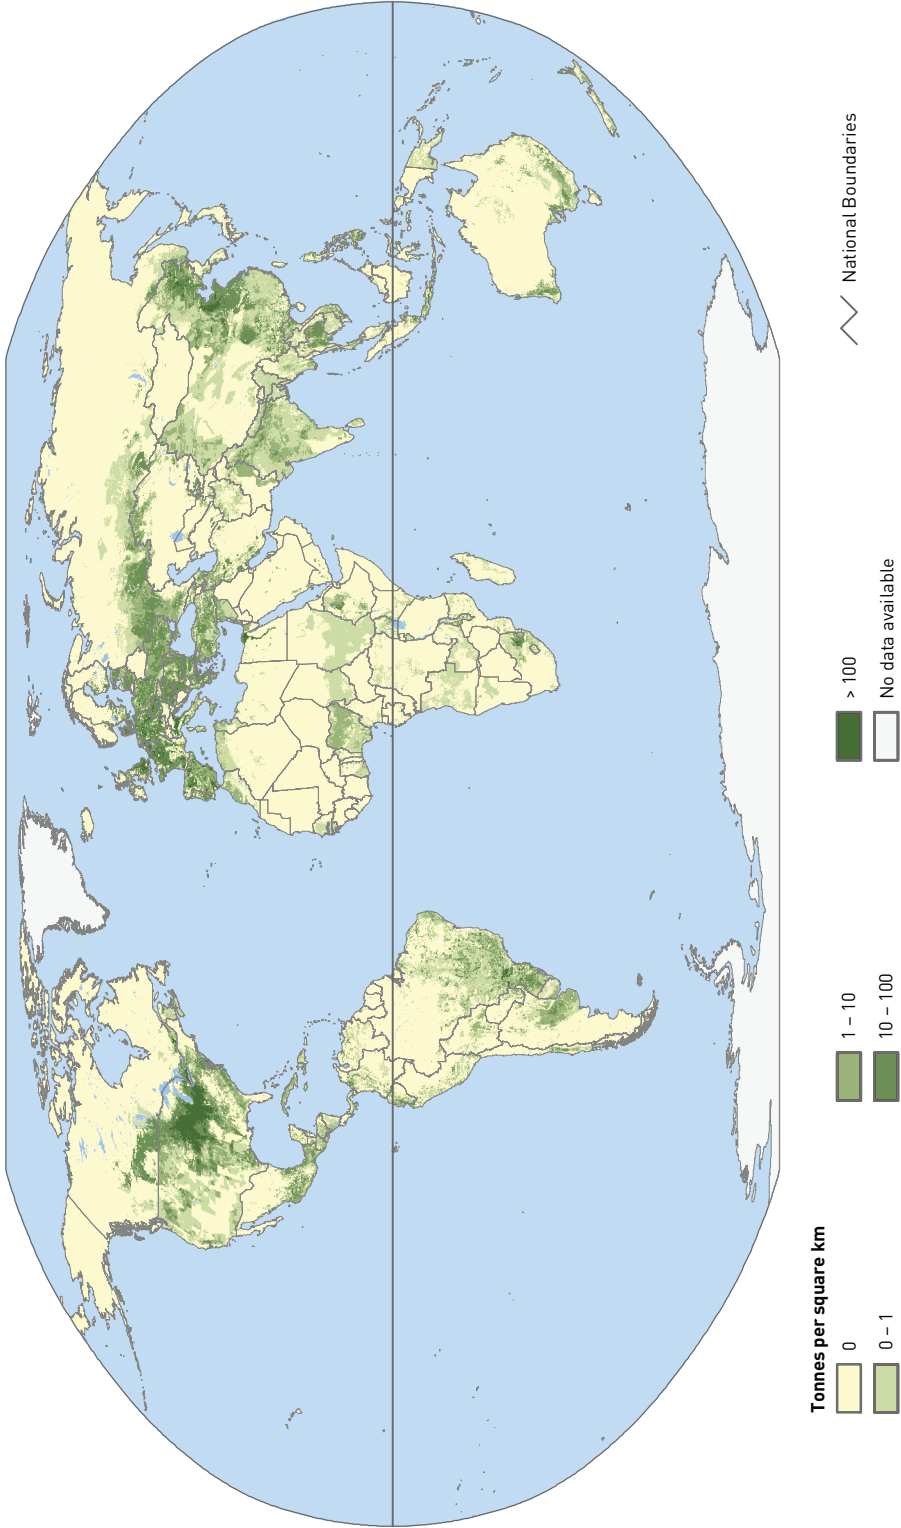 Tonnes per square km
0
1 – 10
> 100
National Boundaries
0 – 1
10 – 100
No data available